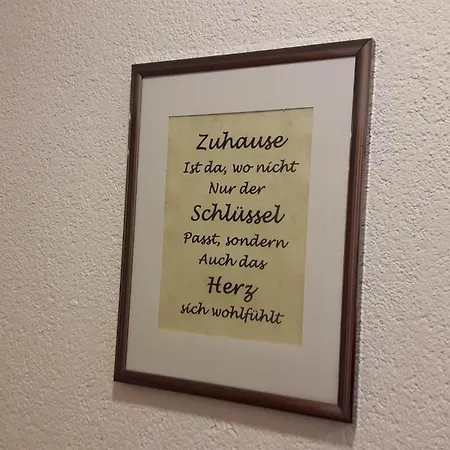 Zuhause
Ist da, wo nicht
Nur der
Schlüssel
Passt, sondern
Auch das
Herz
sich wohlfühlt